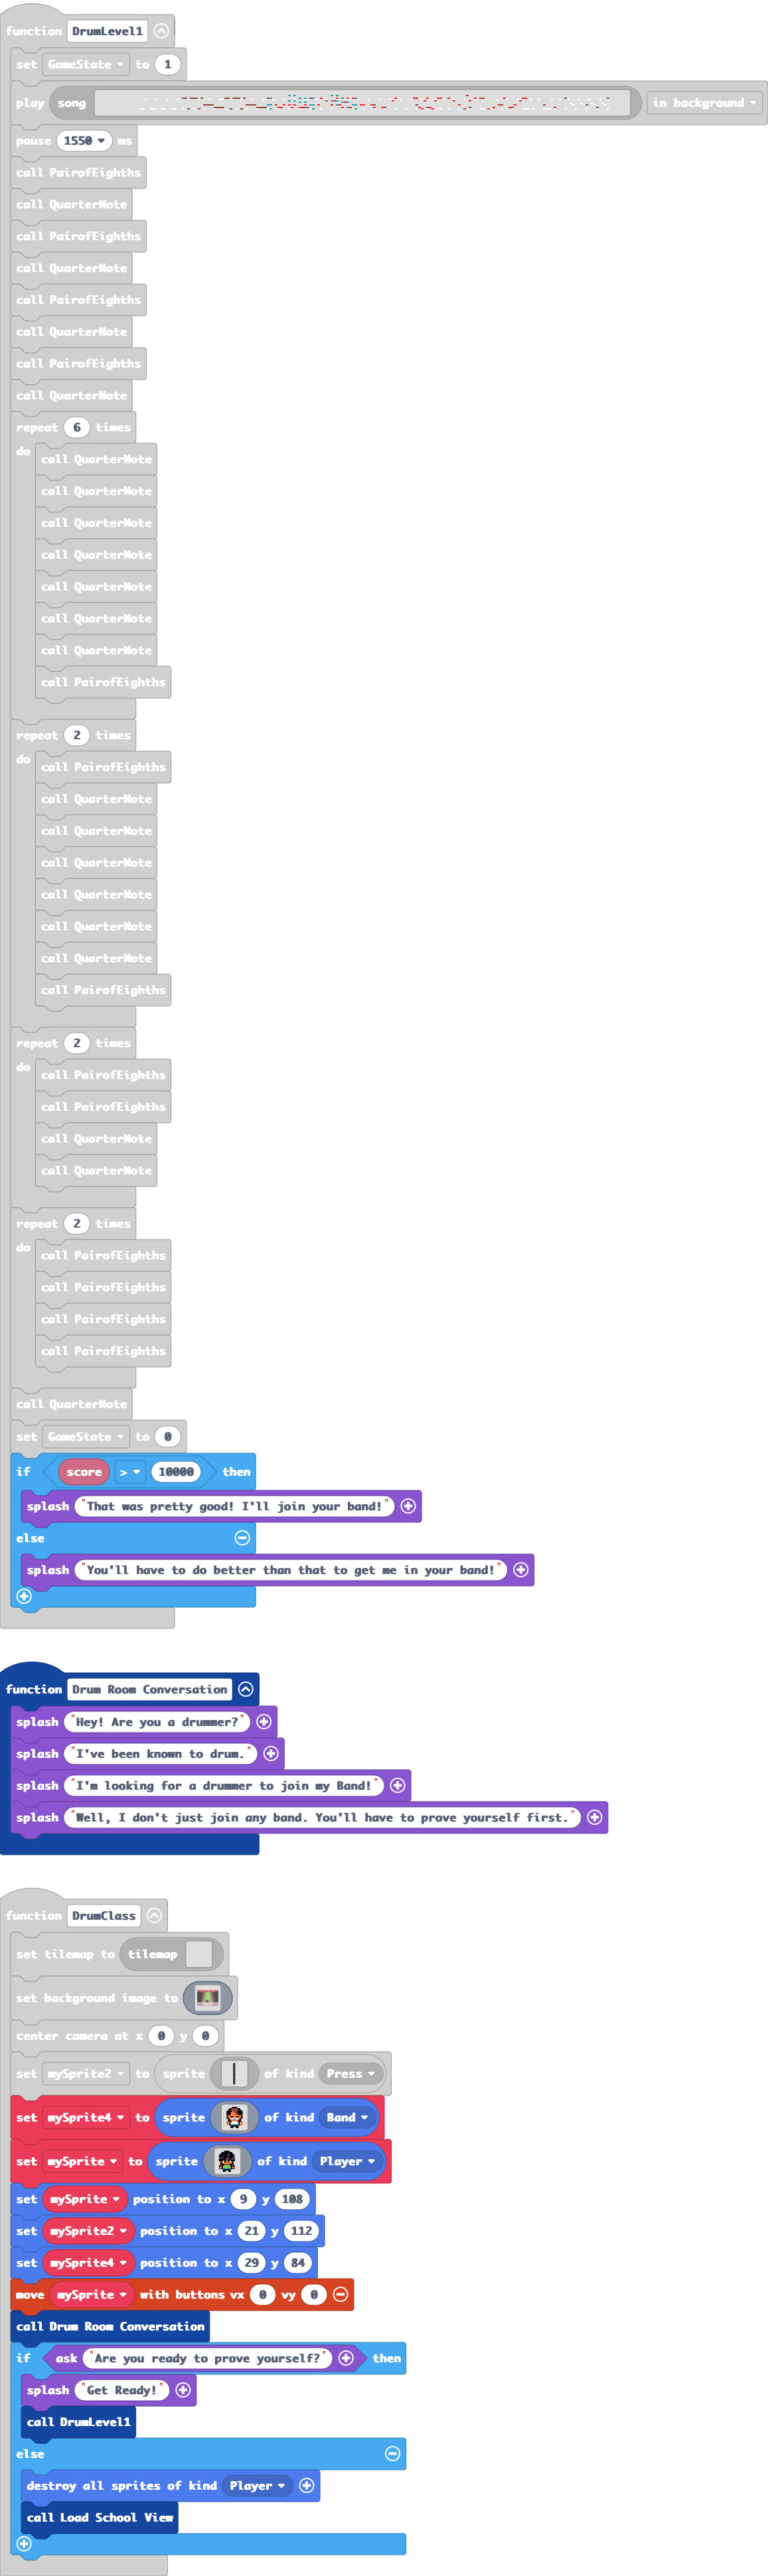 function DrumLevel1
set GameState to 1
play song in background
pause 1550 ms
call PairofEighths
call QuarterNote
call PairofEighths
call QuarterNote
call PairofEighths
call QuarterNote
call PairofEighths
call QuarterNote
repeat 6 times
do
call QuarterNote
call QuarterNote
call QuarterNote
call QuarterNote
call QuarterNote
call QuarterNote
call QuarterNote
call PairofEighths
repeat 2 times
do
call PairofEighths
call QuarterNote
call QuarterNote
call QuarterNote
call QuarterNote
call QuarterNote
call QuarterNote
call PairofEighths
repeat 2 times
do
call PairofEighths
call PairofEighths
call QuarterNote
call QuarterNote
repeat 2 times
do
call PairofEighths
call PairofEighths
call PairofEighths
call PairofEighths
call QuarterNote
set GameState to 0
if score > 10000 then
splash "That was pretty good! I'll join your band!"
else
splash "You'll have to do better than that to get me in your band!"
function Drum Room Conversation
splash "Hey! Are you a drummer?"
splash "I've been known to drum."
splash "I'm looking for a drummer to join my Band!"
splash "Well, I don't just join any band. You'll have to prove yourself first."
function DrumClass
set tilemap to tilemap
set background image to
center camera at x 0 y 0
set mySprite2 to sprite of kind Press
set mySprite4 to sprite of kind Band
set mySprite to sprite of kind Player
set mySprite position to x 9 y 108
set mySprite2 position to x 21 y 112
set mySprite4 position to x 29 y 84
move mySprite with buttons vx 0 vy 0
call Drum Room Conversation
if ask "Are you ready to prove yourself?" then
splash "Get Ready!"
call DrumLevel1
else
destroy all sprites of kind Player
call Load School View